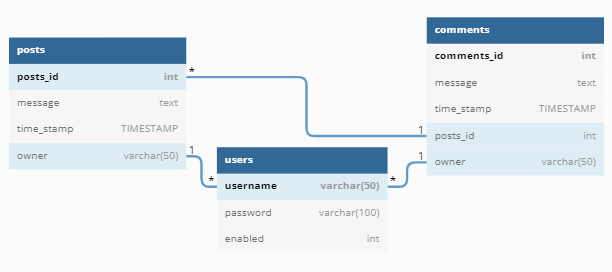 posts
posts_id int
message text
time_stamp TIMESTAMP
owner varchar(50)
*
1
users
username varchar(50)
password varchar(100)
enabled int
*
*
comments
comments_id int
message text
time_stamp TIMESTAMP
posts_id int
owner varchar(50)
1
1